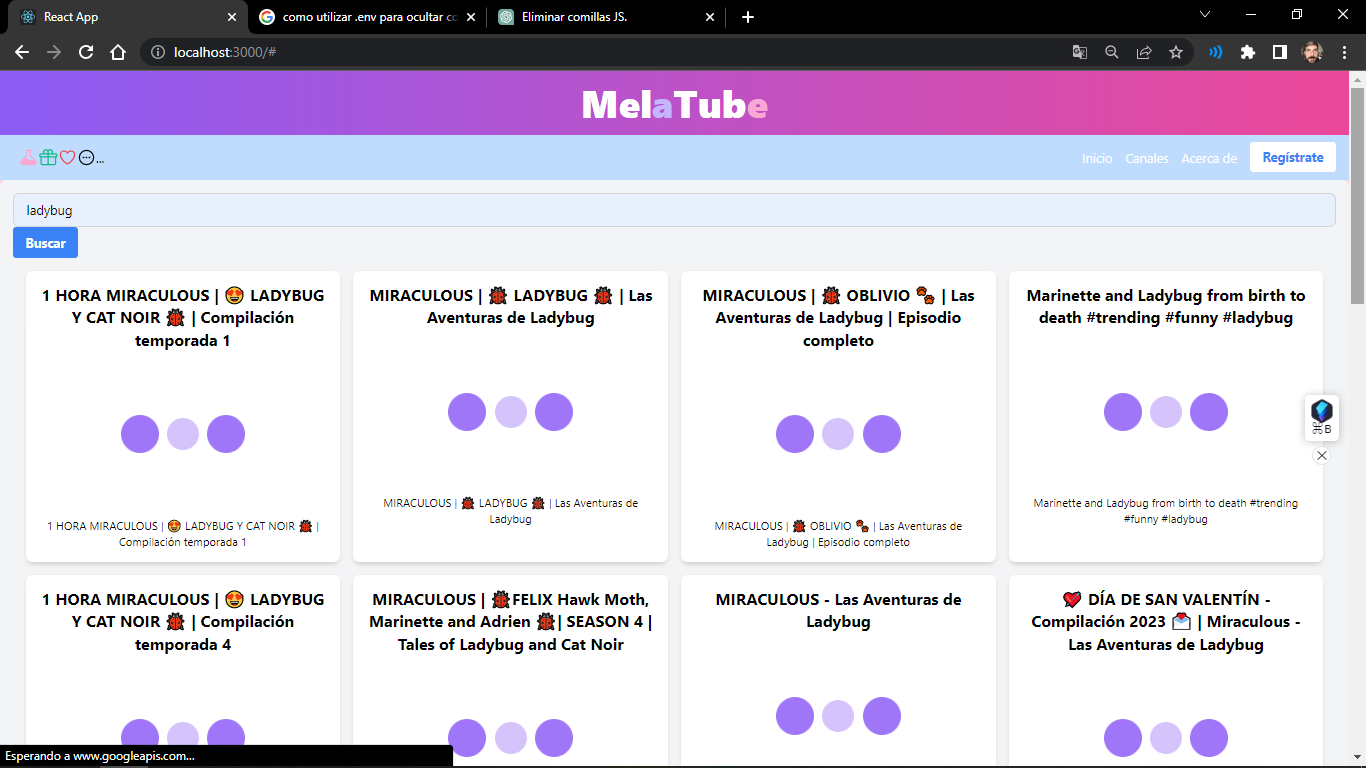 React App
como utilizar .env para ocultar co
Eliminar comillas JS.
localhost:3000/#
MelaTube
...
Inicio Canales Acerca de Regístrate
ladybug
Buscar
1 HORA MIRACULOUS | 😍 LADYBUG
Y CAT NOIR 🐞 | Compilación
temporada 1
1 HORA MIRACULOUS | 😍 LADYBUG Y CAT NOIR 🐞 |
Compilación temporada 1
MIRACULOUS | 🐞 LADYBUG 🐞 | Las
Aventuras de Ladybug
MIRACULOUS | 🐞 LADYBUG 🐞 | Las Aventuras de
Ladybug
MIRACULOUS | 🐞 OBLIVIO 🐾 | Las
Aventuras de Ladybug | Episodio
completo
MIRACULOUS | 🐞 OBLIVIO 🐾 | Las Aventuras de
Ladybug | Episodio completo
Marinette and Ladybug from birth to
death #trending #funny #ladybug
Marinette and Ladybug from birth to death #trending
#funny #ladybug
⌘B
1 HORA MIRACULOUS | 😍 LADYBUG
Y CAT NOIR 🐞 | Compilación
temporada 4
MIRACULOUS | 🐞FELIX Hawk Moth,
Marinette and Adrien 🐞| SEASON 4 |
Tales of Ladybug and Cat Noir
MIRACULOUS - Las Aventuras de
Ladybug
💘 DÍA DE SAN VALENTÍN -
Compilación 2023 💌 | Miraculous -
Las Aventuras de Ladybug
Esperando a www.googleapis.com...